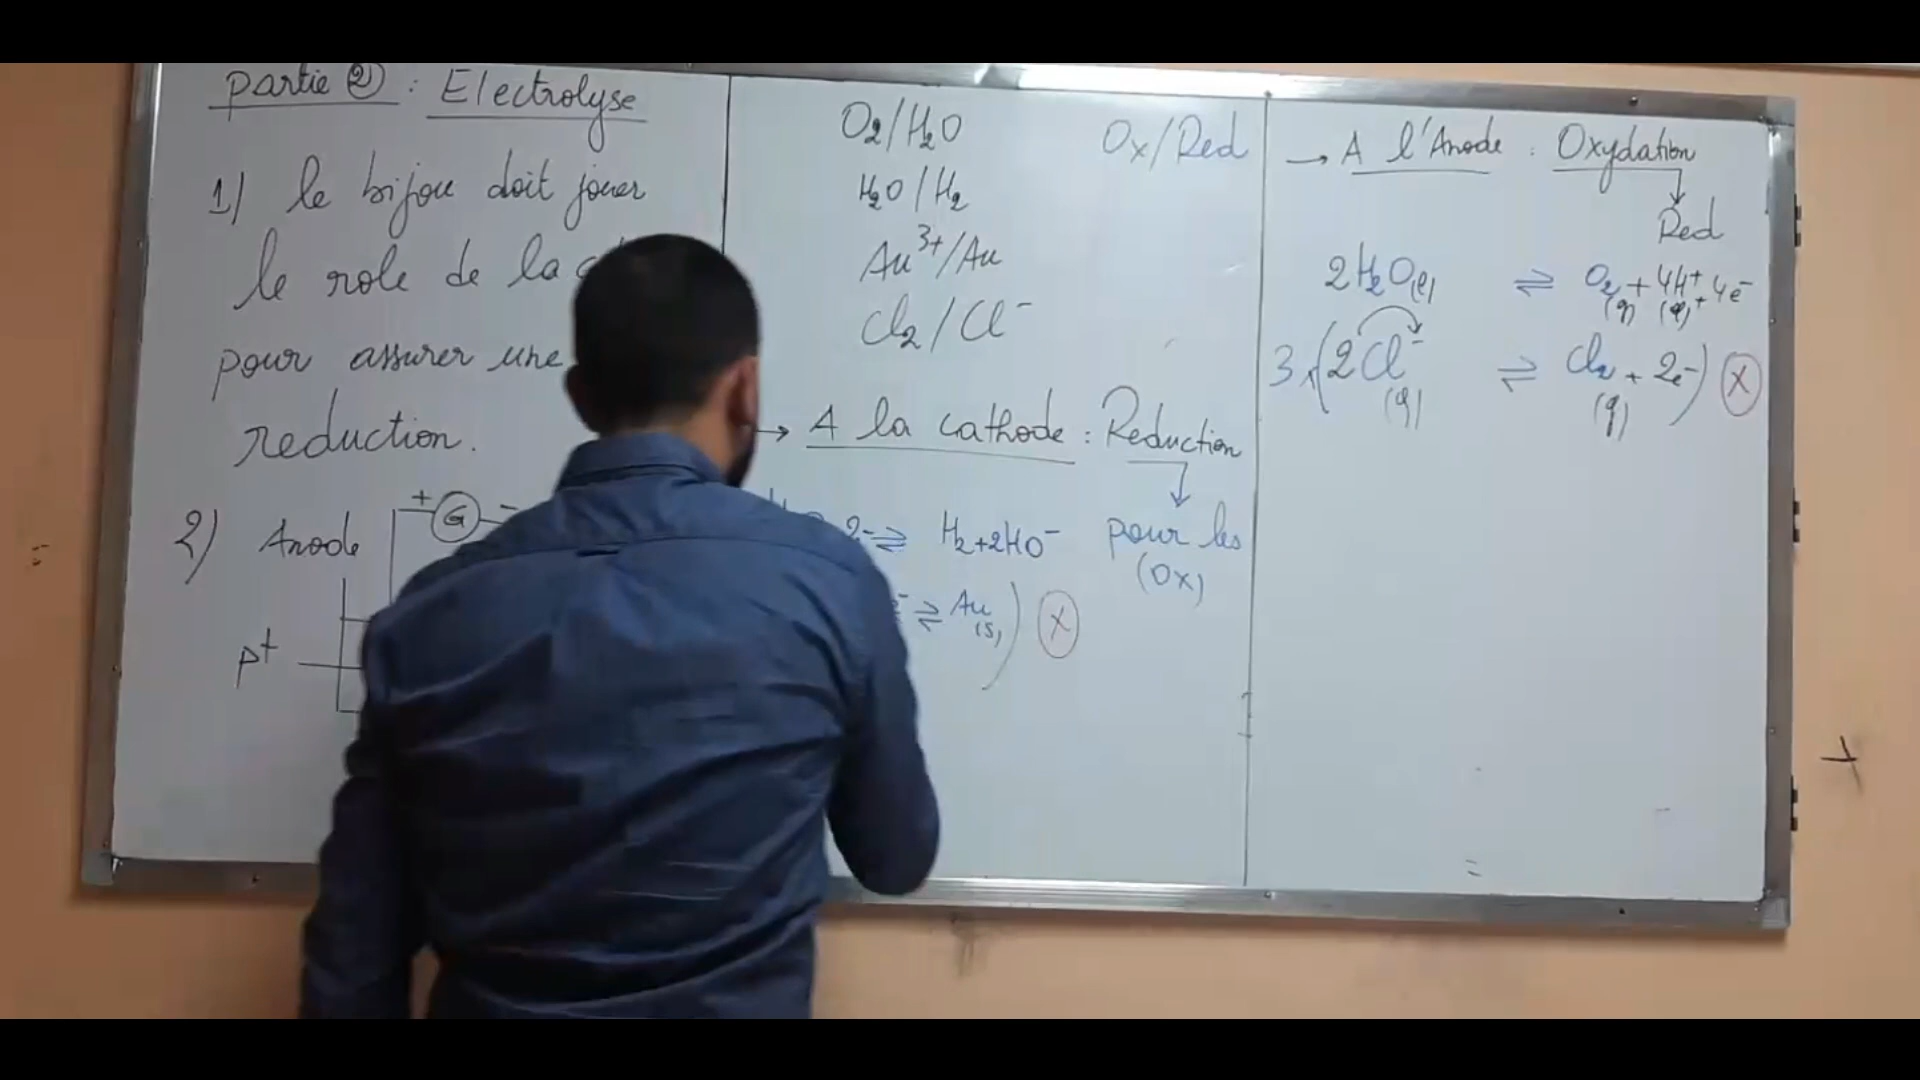 partie ② : Electrolyse
1) le bijou doit jouer
le role de la
pour assurer une
reduction.
2) Anode
+ G -
pt
O2/H2O Ox/Red
H2O/H2
Au³⁺/Au
Cl2/Cl⁻
→ A la cathode : Reduction
⇌ H2+2HO⁻ pour les
(Ox)
⇌ Au(s) ) X
→ A l'Anode : Oxydation
Red
2H2O(l) ⇌ O2(g) + 4H⁺(q) + 4e⁻
3×(2Cl⁻(q) ⇌ Cl2(g) + 2e⁻) X